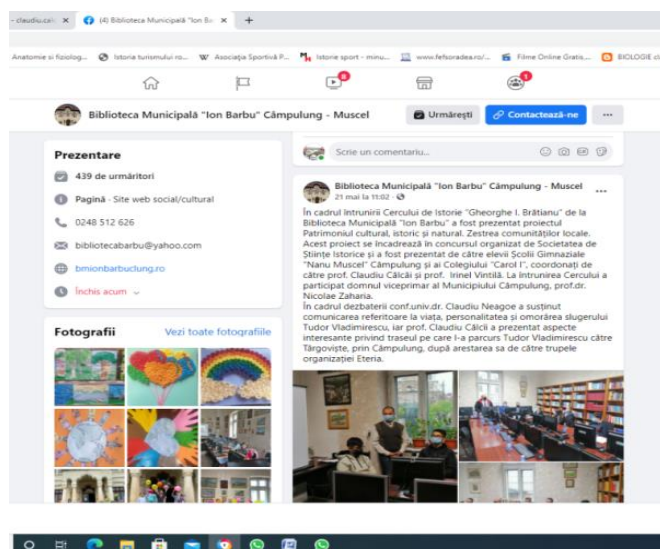 - claudiu.calc
(4) Biblioteca Municipală "Ion Ba
Anatomie si fiziolog...
Istoria turismului ro...
Asociația Sportivă P...
Istorie sport - minu...
www.fefsoradea.ro/...
Filme Online Gratis,...
BIOLOGIE cl
8
1
Biblioteca Municipală "Ion Barbu" Câmpulung - Muscel
Urmărești
Contactează-ne
Prezentare
439 de urmăritori
Pagină · Site web social/cultural
0248 512 626
bibliotecabarbu@yahoo.com
bmionbarbuclung.ro
Închis acum
Fotografii
Vezi toate fotografiile
Scrie un comentariu...
Biblioteca Municipală "Ion Barbu" Câmpulung - Muscel
21 mai la 11:02 ·
În cadrul întrunirii Cercului de Istorie "Gheorghe I. Brătianu" de la
Biblioteca Municipală "Ion Barbu" a fost prezentat proiectul
Patrimoniul cultural, istoric și natural. Zestrea comunităților locale.
Acest proiect se încadrează în concursul organizat de Societatea de
Științe Istorice și a fost prezentat de către elevii Școlii Gimnaziale
"Nanu Muscel" Câmpulung și ai Colegiului "Carol I", coordonați de
către prof. Claudiu Călcâi și prof. Irinel Vintilă. La întrunirea Cercului a
participat domnul viceprimar al Municipiului Câmpulung, prof.dr.
Nicolae Zaharia.
În cadrul dezbaterii conf.univ.dr. Claudiu Neagoe a susținut
comunicarea referitoare la viața, personalitatea și omorârea slugerului
Tudor Vladimirescu, iar prof. Claudiu Călcîi a prezentat aspecte
interesante privind traseul pe care l-a parcurs Tudor Vladimirescu către
Târgoviște, prin Câmpulung, după arestarea sa de către trupele
organizației Eteria.